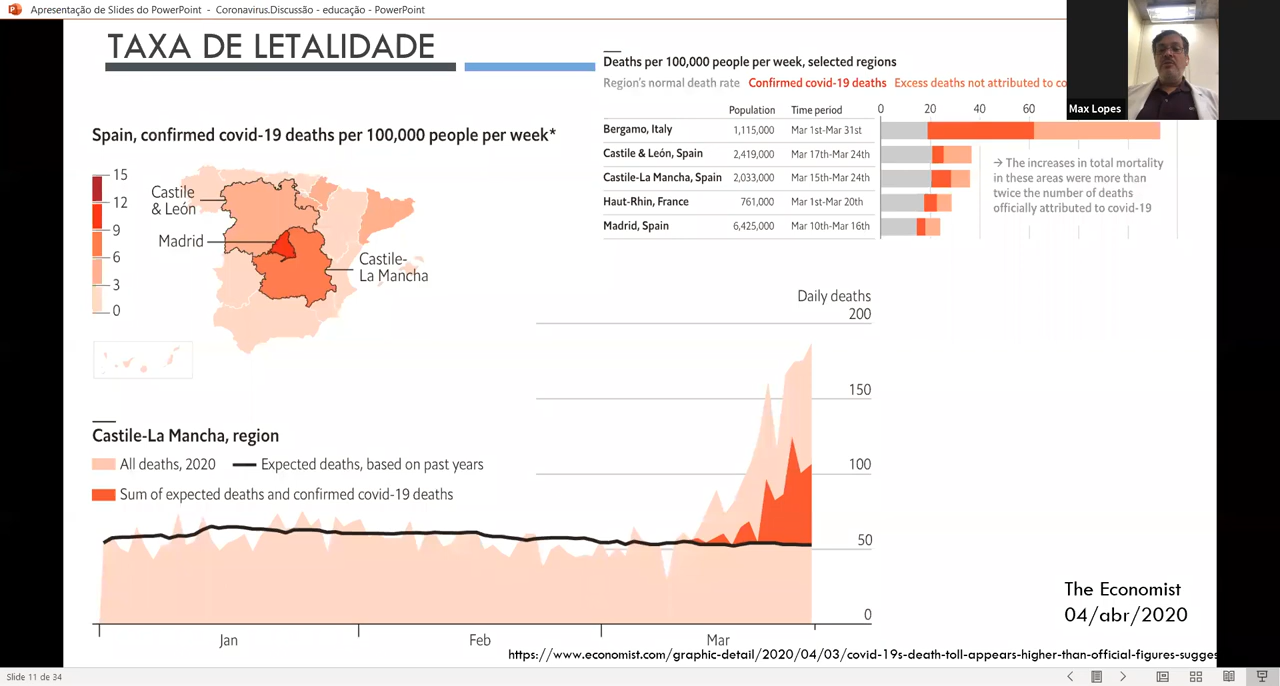 Apresentação de Slides do PowerPoint - Coronavirus.Discussão - educação - PowerPoint
TAXA DE LETALIDADE
Spain, confirmed covid-19 deaths per 100,000 people per week*
15
12
9
6
3
0
Castile
& León
Madrid
Castile-
La Mancha
Deaths per 100,000 people per week, selected regions
Region's normal death rate Confirmed covid-19 deaths Excess deaths not attributed to co
Population Time period 0 20 40 60
Bergamo, Italy 1,115,000 Mar 1st-Mar 31st
Castile & León, Spain 2,419,000 Mar 17th-Mar 24th
Castile-La Mancha, Spain 2,033,000 Mar 15th-Mar 24th
Haut-Rhin, France 761,000 Mar 1st-Mar 20th
Madrid, Spain 6,425,000 Mar 10th-Mar 16th
→ The increases in total mortality
in these areas were more than
twice the number of deaths
officially attributed to covid-19
Max Lopes
Castile-La Mancha, region
All deaths, 2020 Expected deaths, based on past years
Sum of expected deaths and confirmed covid-19 deaths
Daily deaths
200
150
100
50
0
Jan Feb Mar
The Economist
04/abr/2020
https://www.economist.com/graphic-detail/2020/04/03/covid-19s-death-toll-appears-higher-than-official-figures-sugges
Slide 11 de 34